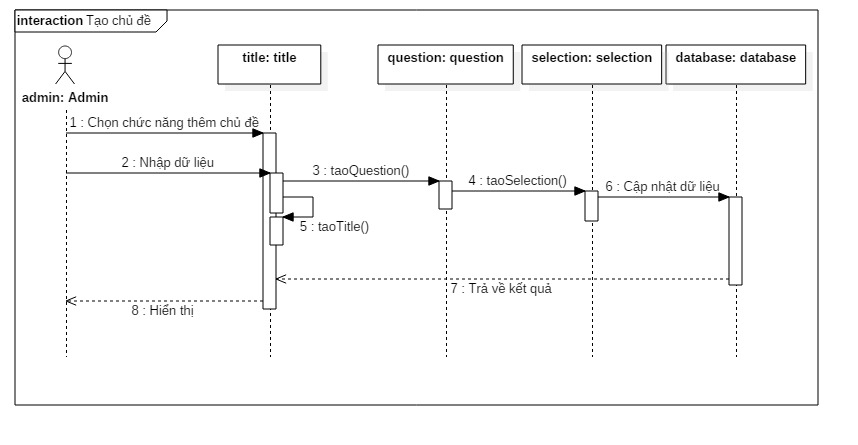 interaction Tạo chủ đề
title: title
question: question
selection: selection
database: database
admin: Admin
1 : Chọn chức năng thêm chủ đề
2 : Nhập dữ liệu
3 : taoQuestion()
4 : taoSelection()
6 : Cập nhật dữ liệu
5 : taoTitle()
7 : Trả về kết quả
8 : Hiển thị